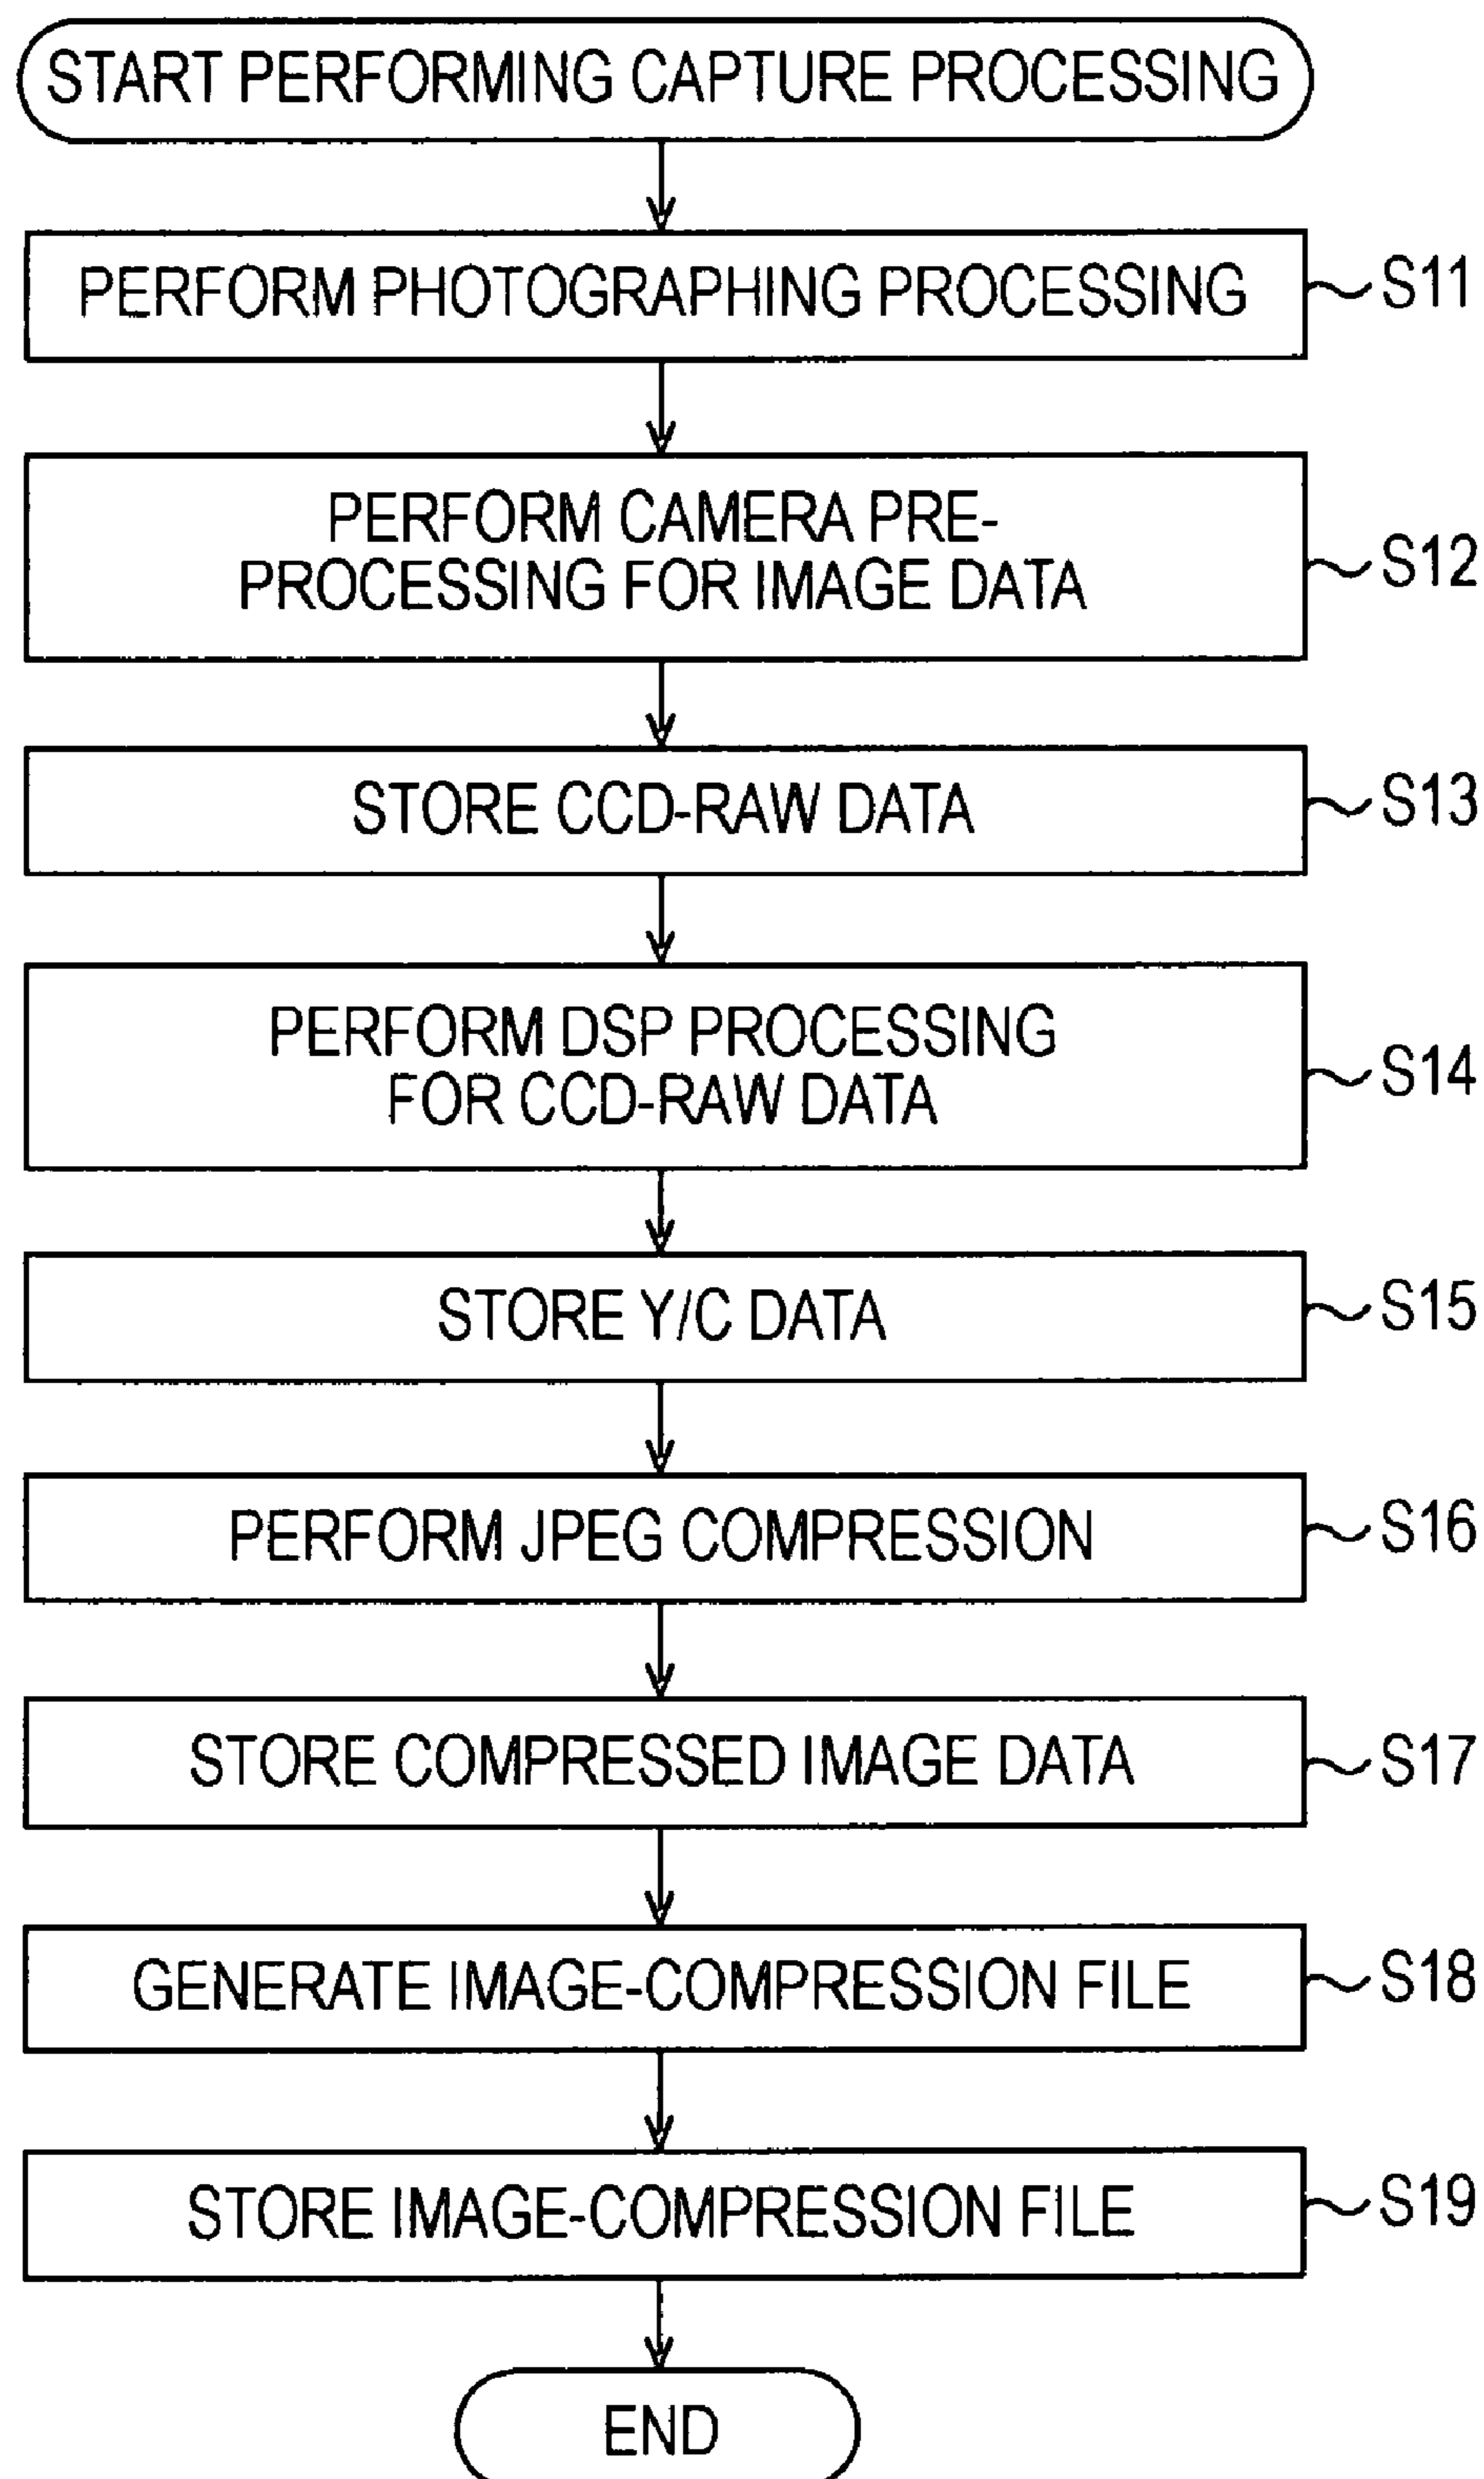 START PERFORMING CAPTURE PROCESSING
PERFORM PHOTOGRAPHING PROCESSING
S11
PERFORM CAMERA PRE-
PROCESSING FOR IMAGE DATA
S12
STORE CCD-RAW DATA
S13
PERFORM DSP PROCESSING
FOR CCD-RAW DATA
S14
STORE Y/C DATA
S15
PERFORM JPEG COMPRESSION
S16
STORE COMPRESSED IMAGE DATA
S17
GENERATE IMAGE-COMPRESSION FILE
S18
STORE IMAGE-COMPRESSION FILE
S19
END